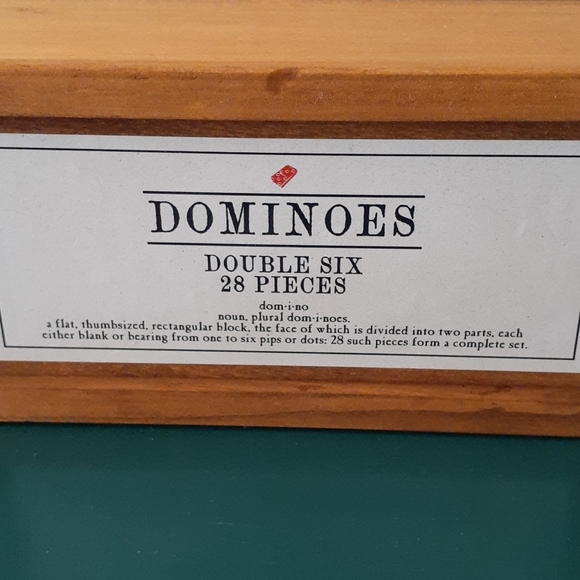 DOMINOES
DOUBLE SIX
28 PIECES
dom·i·no
noun, plural dom·i·noes.
a flat, thumbsized, rectangular block, the face of which is divided into two parts, each
either blank or bearing from one to six pips or dots: 28 such pieces form a complete set.